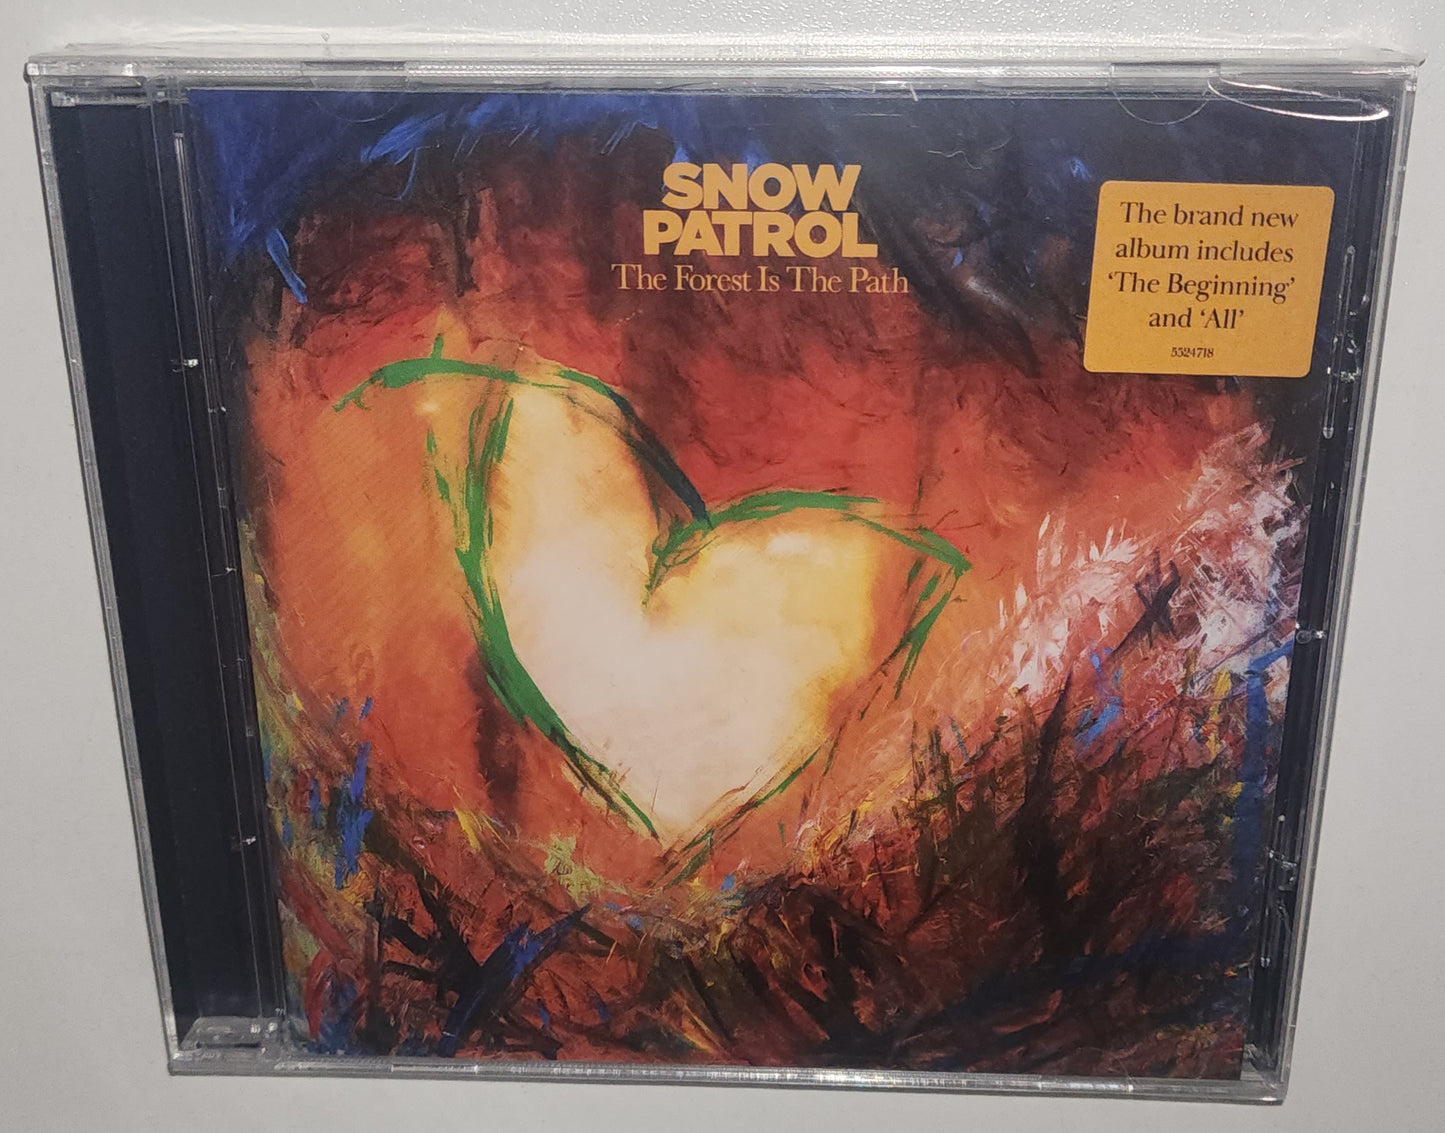 SNOW
PATROL
The Forest Is The Path
The brand new
album includes
‘The Beginning’
and ‘All’
5524718